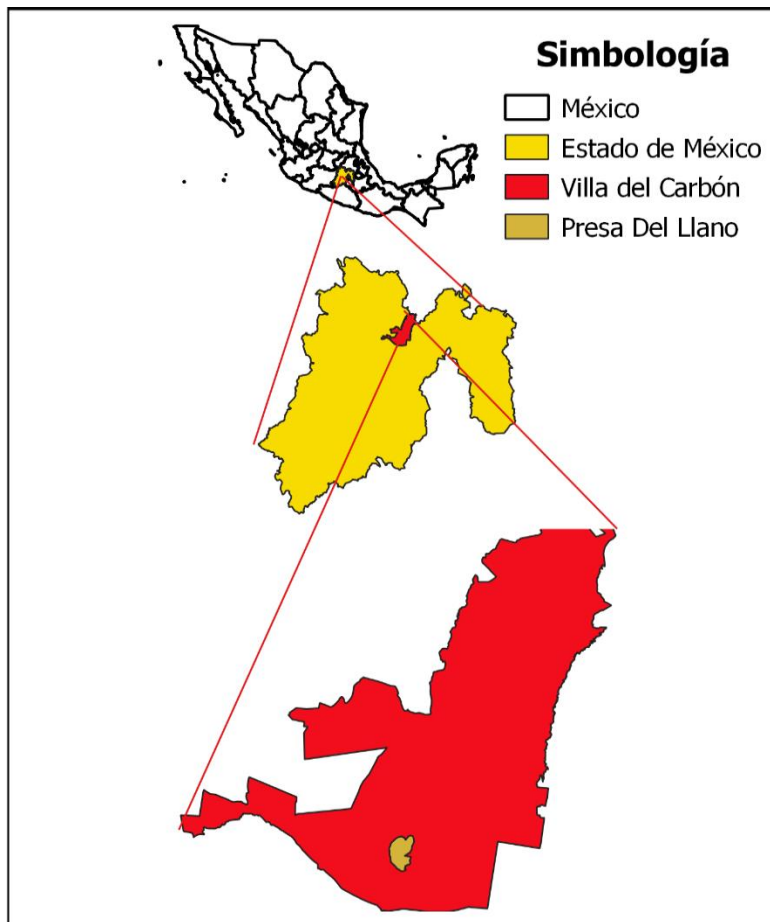 Simbología
México
Estado de México
Villa del Carbón
Presa Del Llano